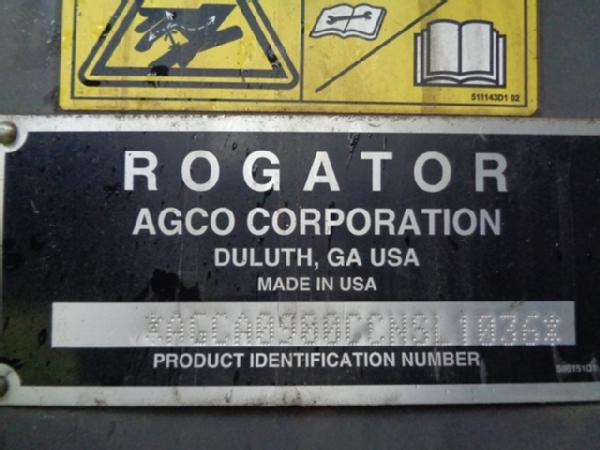 511143D1 02
ROGATOR
AGCO CORPORATION
DULUTH, GA USA
MADE IN USA
*AGCA0900CCNSL1036*
PRODUCT IDENTIFICATION NUMBER